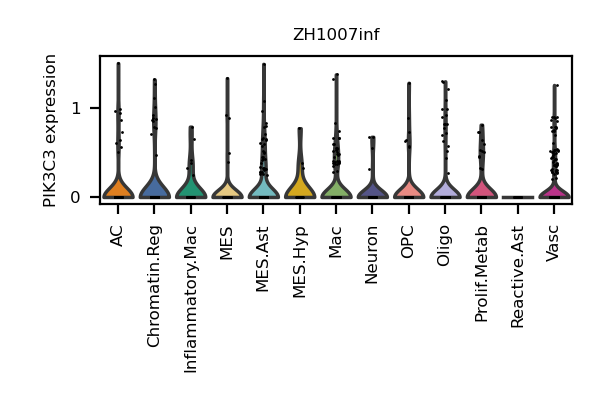 ZH1007inf
PIK3C3 expression
1
0
AC
Chromatin.Reg
Inflammatory.Mac
MES
MES.Ast
MES.Hyp
Mac
Neuron
OPC
Oligo
Prolif.Metab
Reactive.Ast
Vasc